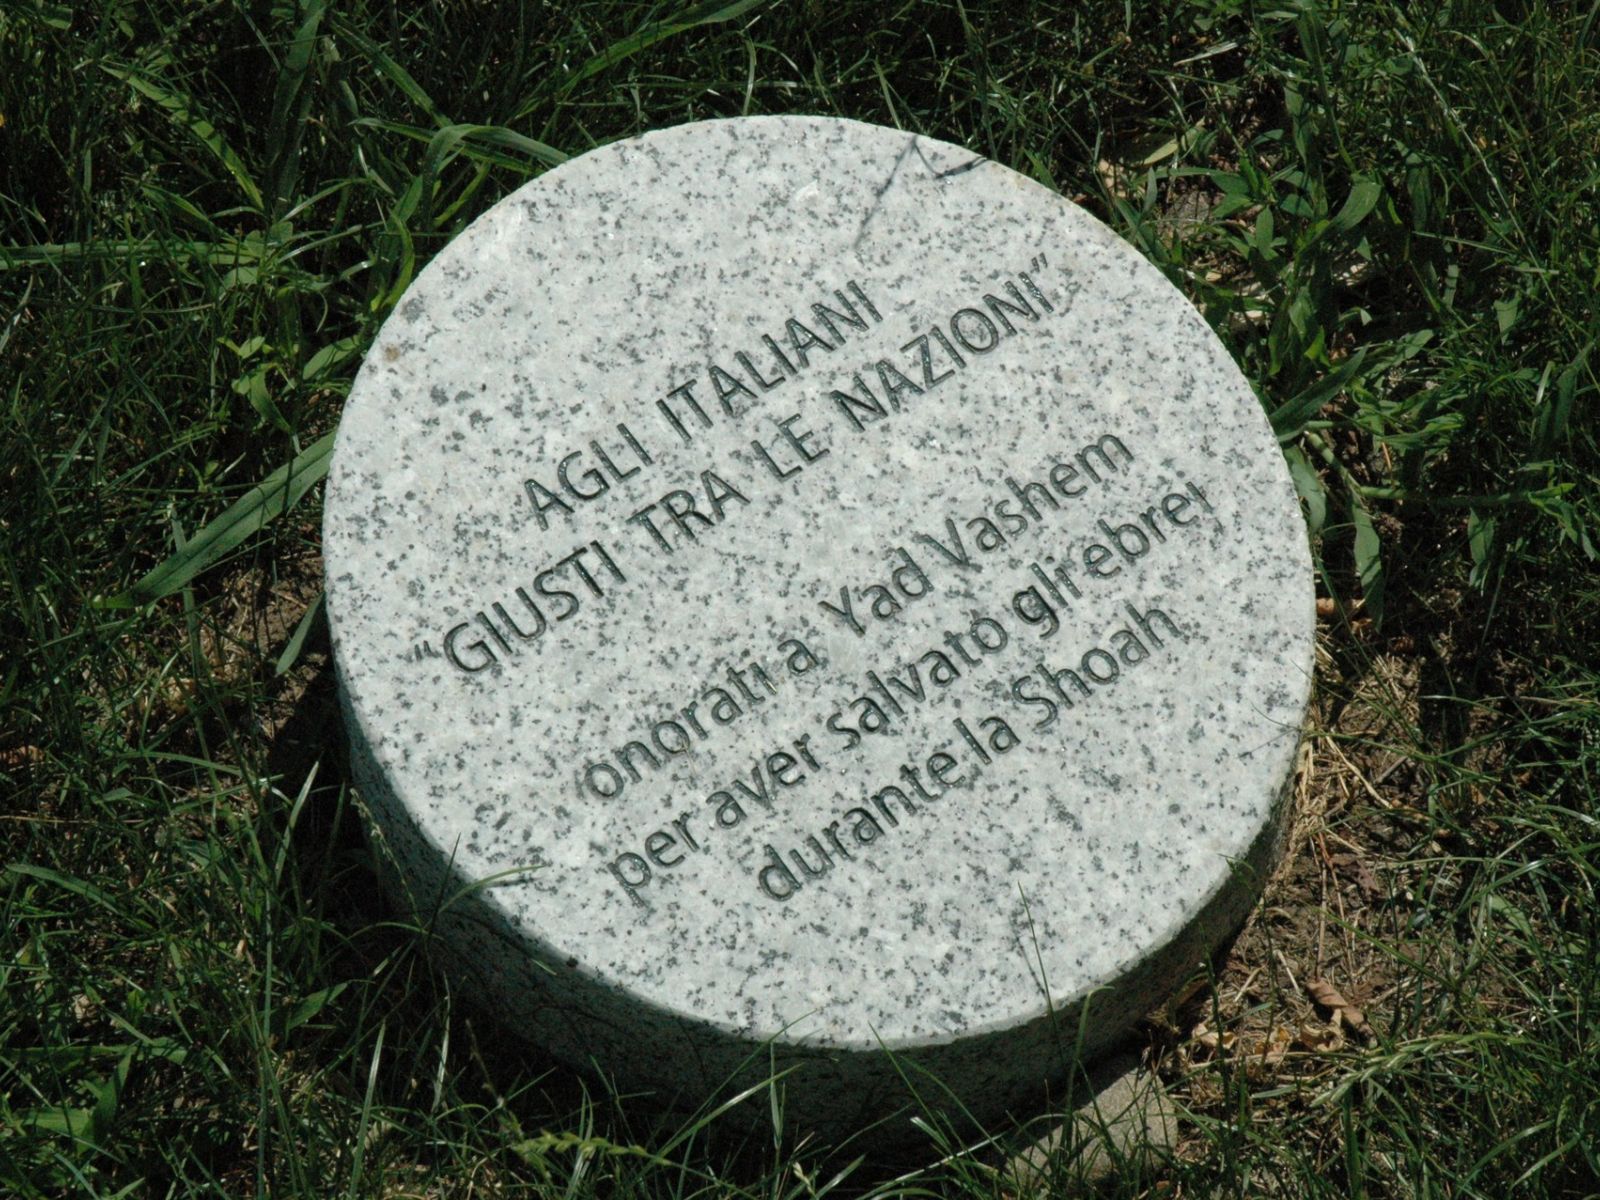 AGLI ITALIANI
"GIUSTI TRA LE NAZIONI"
onorati a Yad Vashem
per aver salvato gli ebrei
durante la Shoah